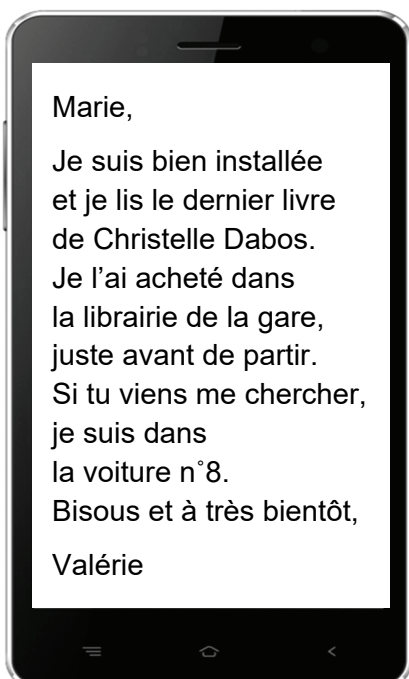 Marie,
Je suis bien installée
et je lis le dernier livre
de Christelle Dabos.
Je l’ai acheté dans
la librairie de la gare,
juste avant de partir.
Si tu viens me chercher,
je suis dans
la voiture n°8.
Bisous et à très bientôt,
Valérie